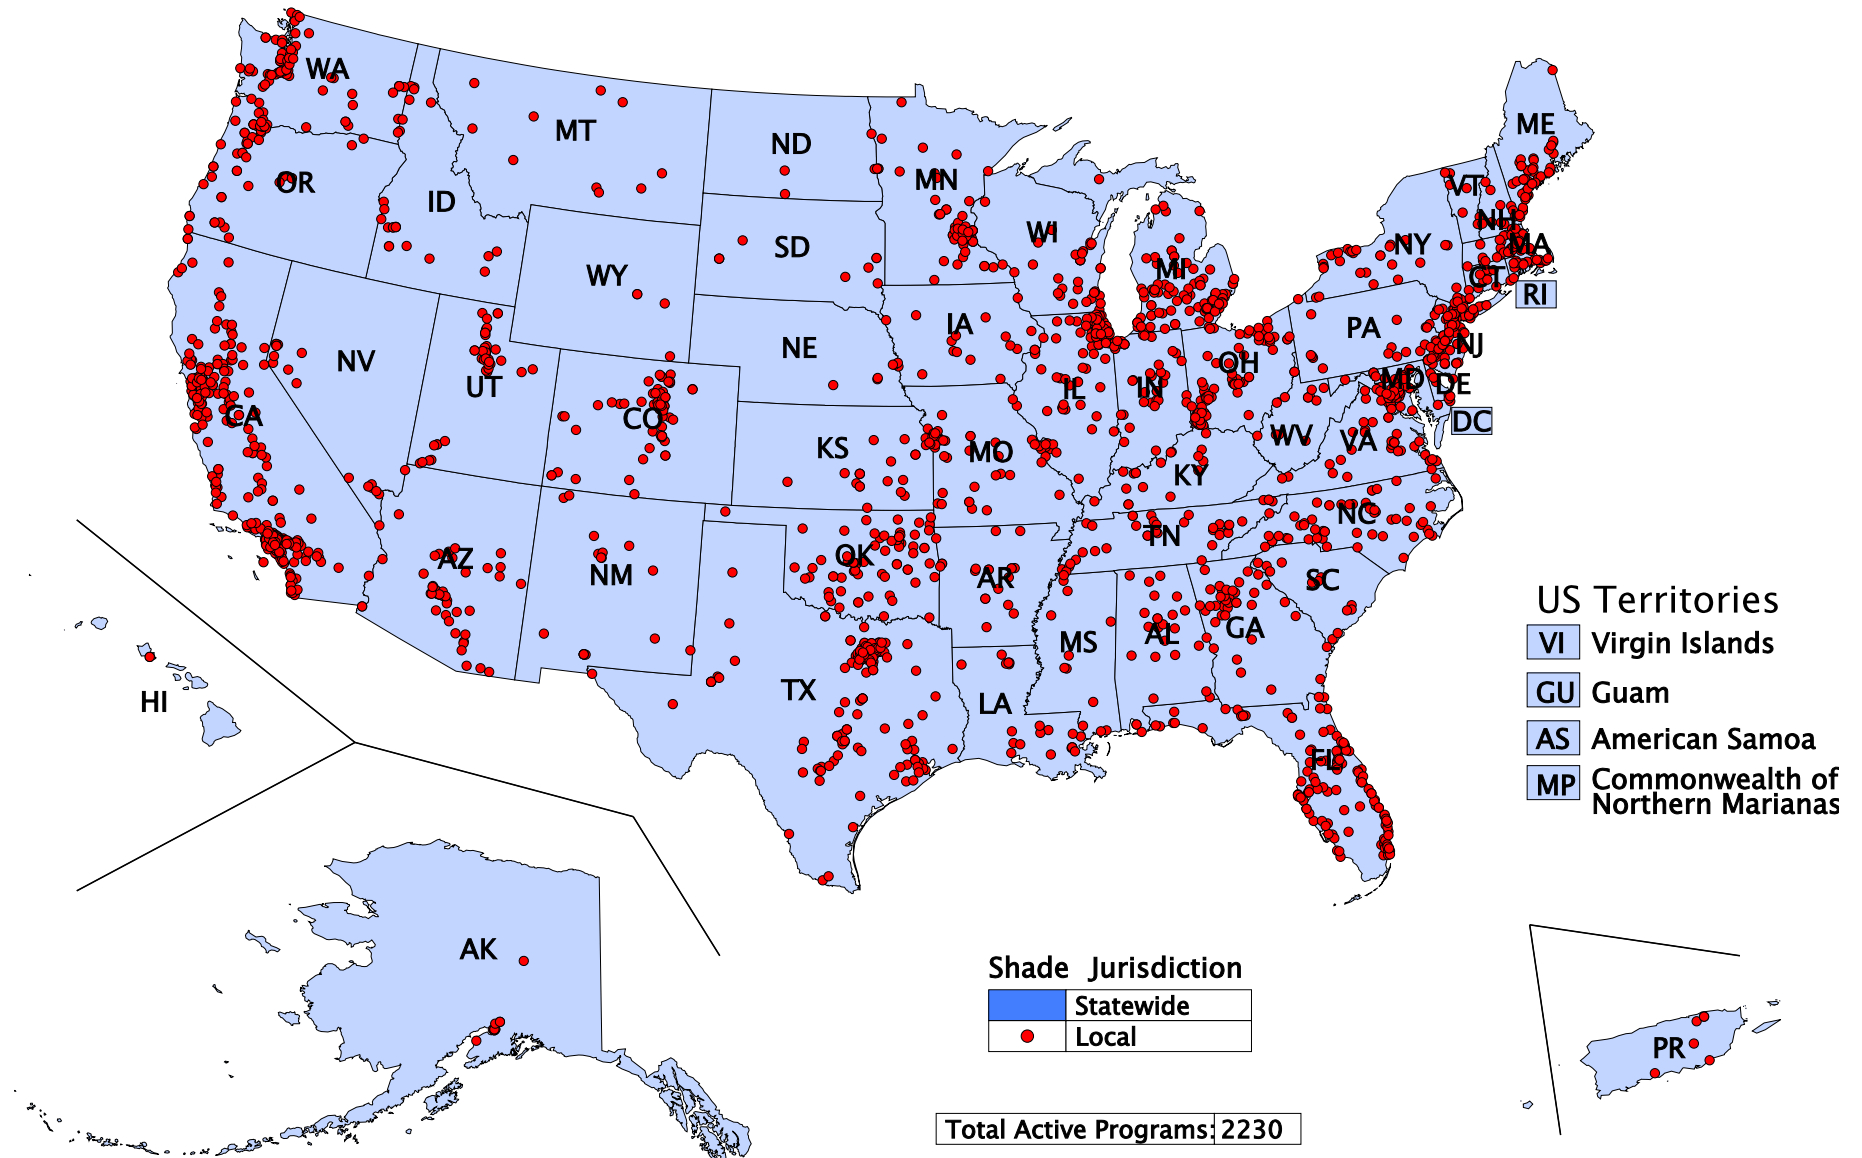 WA
ME
MT
ND
OR
ID
MN
VT
NH
WI
NY
MA
SD
MI
CT
WY
RI
IA
PA
NV
NE
NJ
OH
UT
IL
IN
MD
DE
CA
CO
DC
KS
MO
WV
VA
KY
NC
TN
AZ
NM
OK
AR
SC
MS
AL
GA
TX
LA
FL
HI
AK
PR
US Territories
VI Virgin Islands
GU Guam
AS American Samoa
MP Commonwealth of
Northern Marianas
Shade Jurisdiction
Statewide
Local
Total Active Programs: 2230